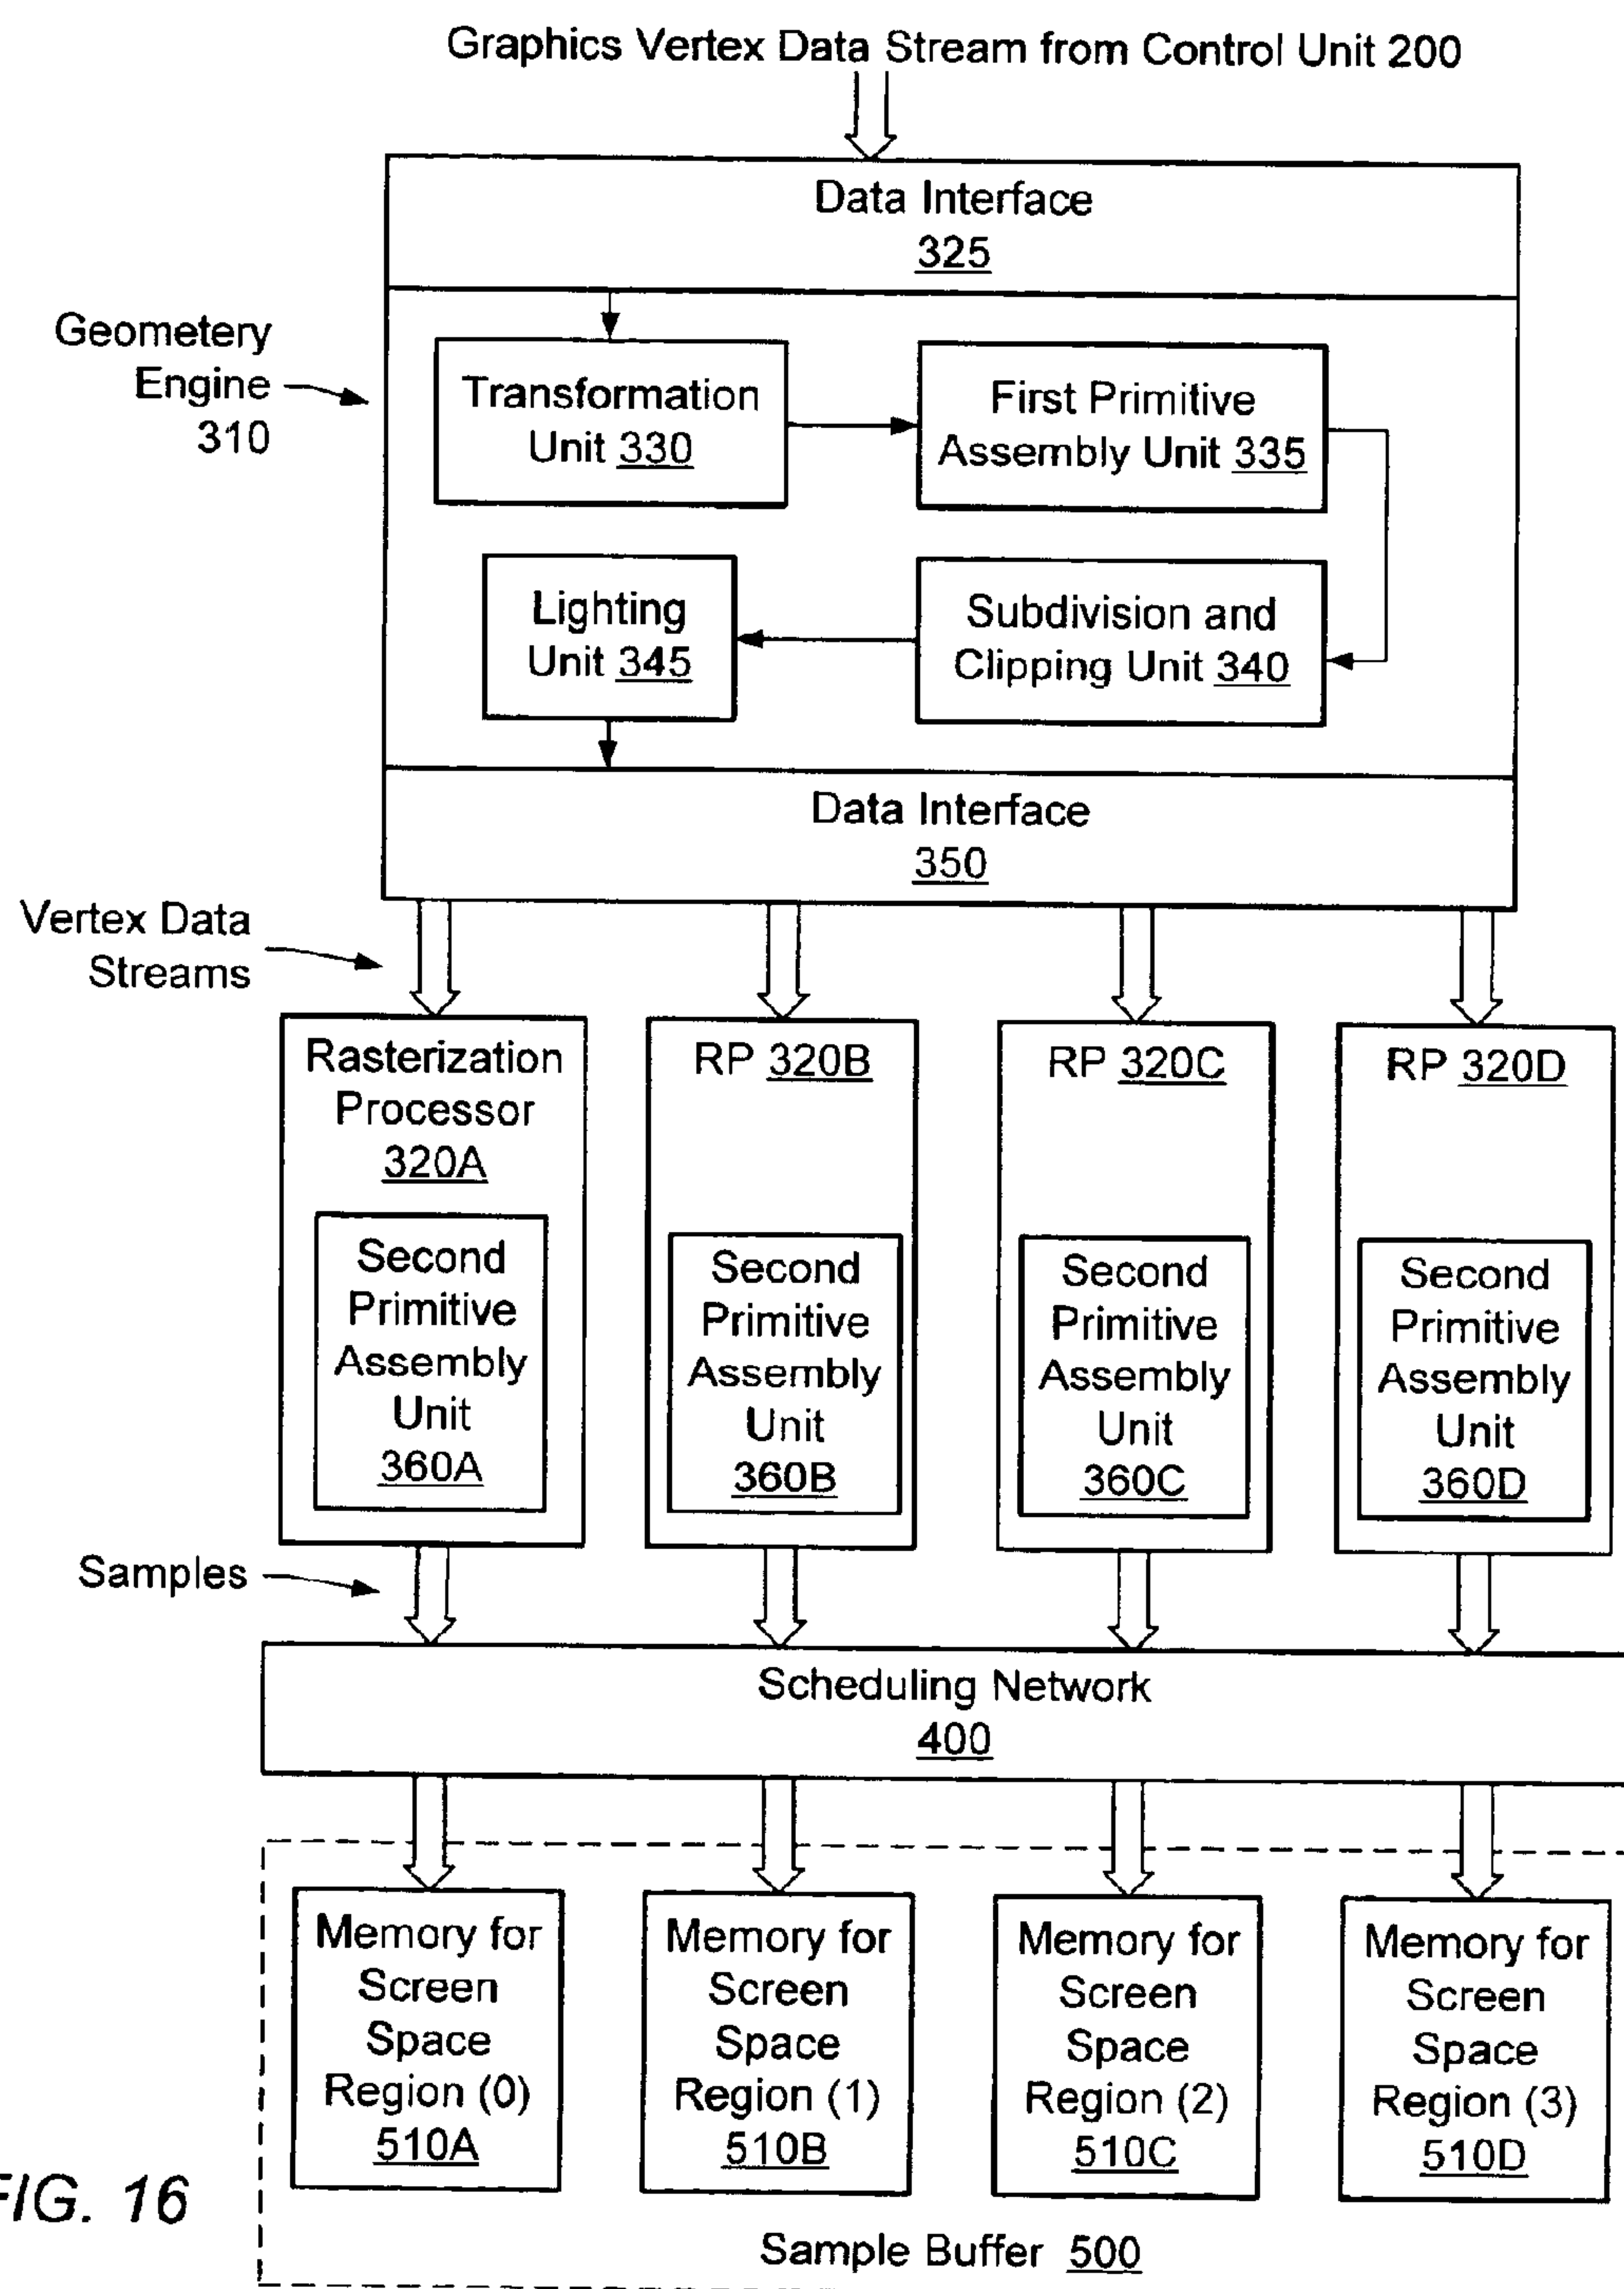 Graphics Vertex Data Stream from Control Unit 200
Data Interface
325
Geometery
Engine
310
Transformation
Unit 330
First Primitive
Assembly Unit 335
Lighting
Unit 345
Subdivision and
Clipping Unit 340
Data Interface
350
Vertex Data
Streams
Rasterization
Processor
320A
Second
Primitive
Assembly
Unit
360A
RP 320B
Second
Primitive
Assembly
Unit
360B
RP 320C
Second
Primitive
Assembly
Unit
360C
RP 320D
Second
Primitive
Assembly
Unit
360D
Samples
Scheduling Network
400
Memory for
Screen
Space
Region (0)
510A
Memory for
Screen
Space
Region (1)
510B
Memory for
Screen
Space
Region (2)
510C
Memory for
Screen
Space
Region (3)
510D
FIG. 16
Sample Buffer 500